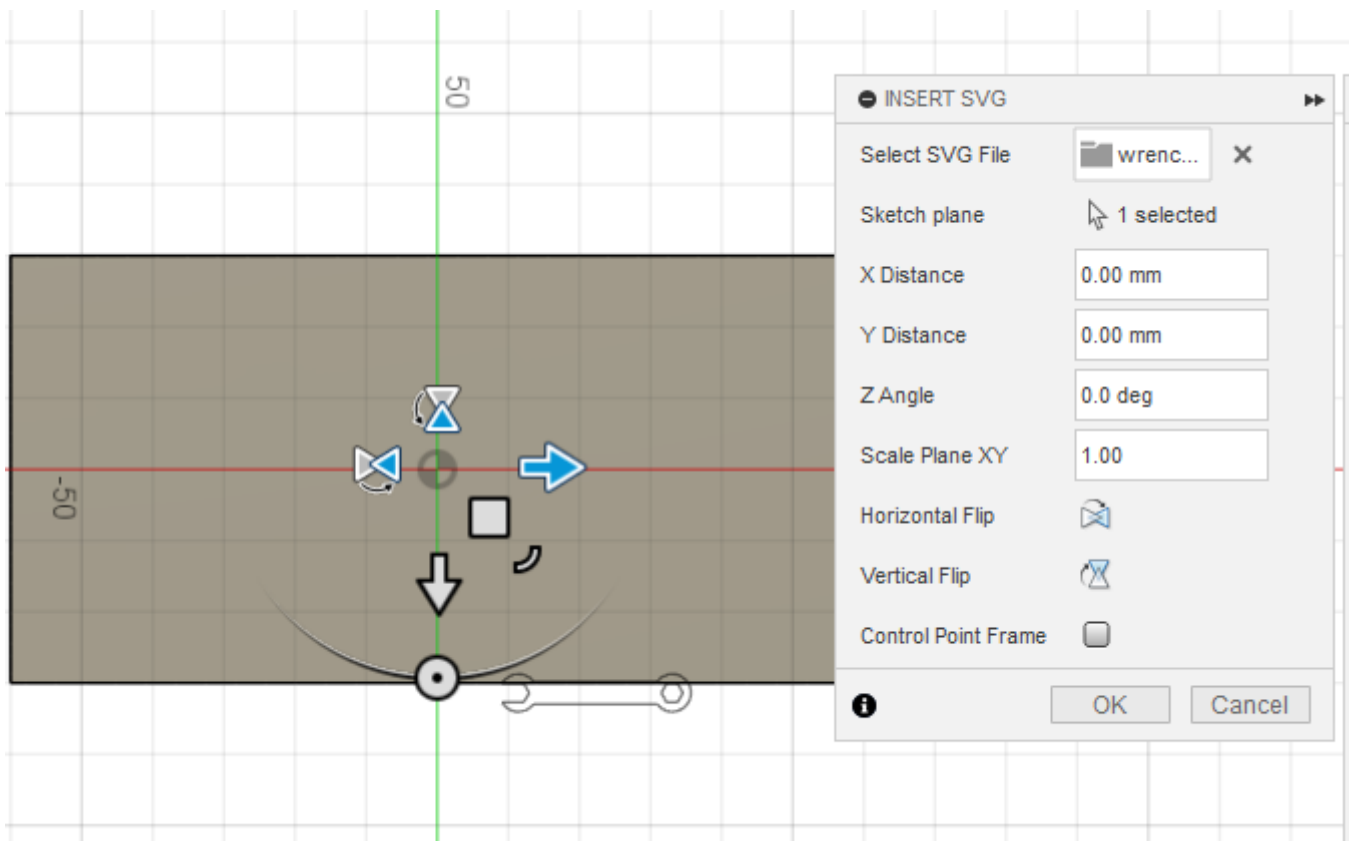 50
-50
INSERT SVG
Select SVG File wrenc...
Sketch plane 1 selected
X Distance 0.00 mm
Y Distance 0.00 mm
Z Angle 0.0 deg
Scale Plane XY 1.00
Horizontal Flip
Vertical Flip
Control Point Frame
OK Cancel